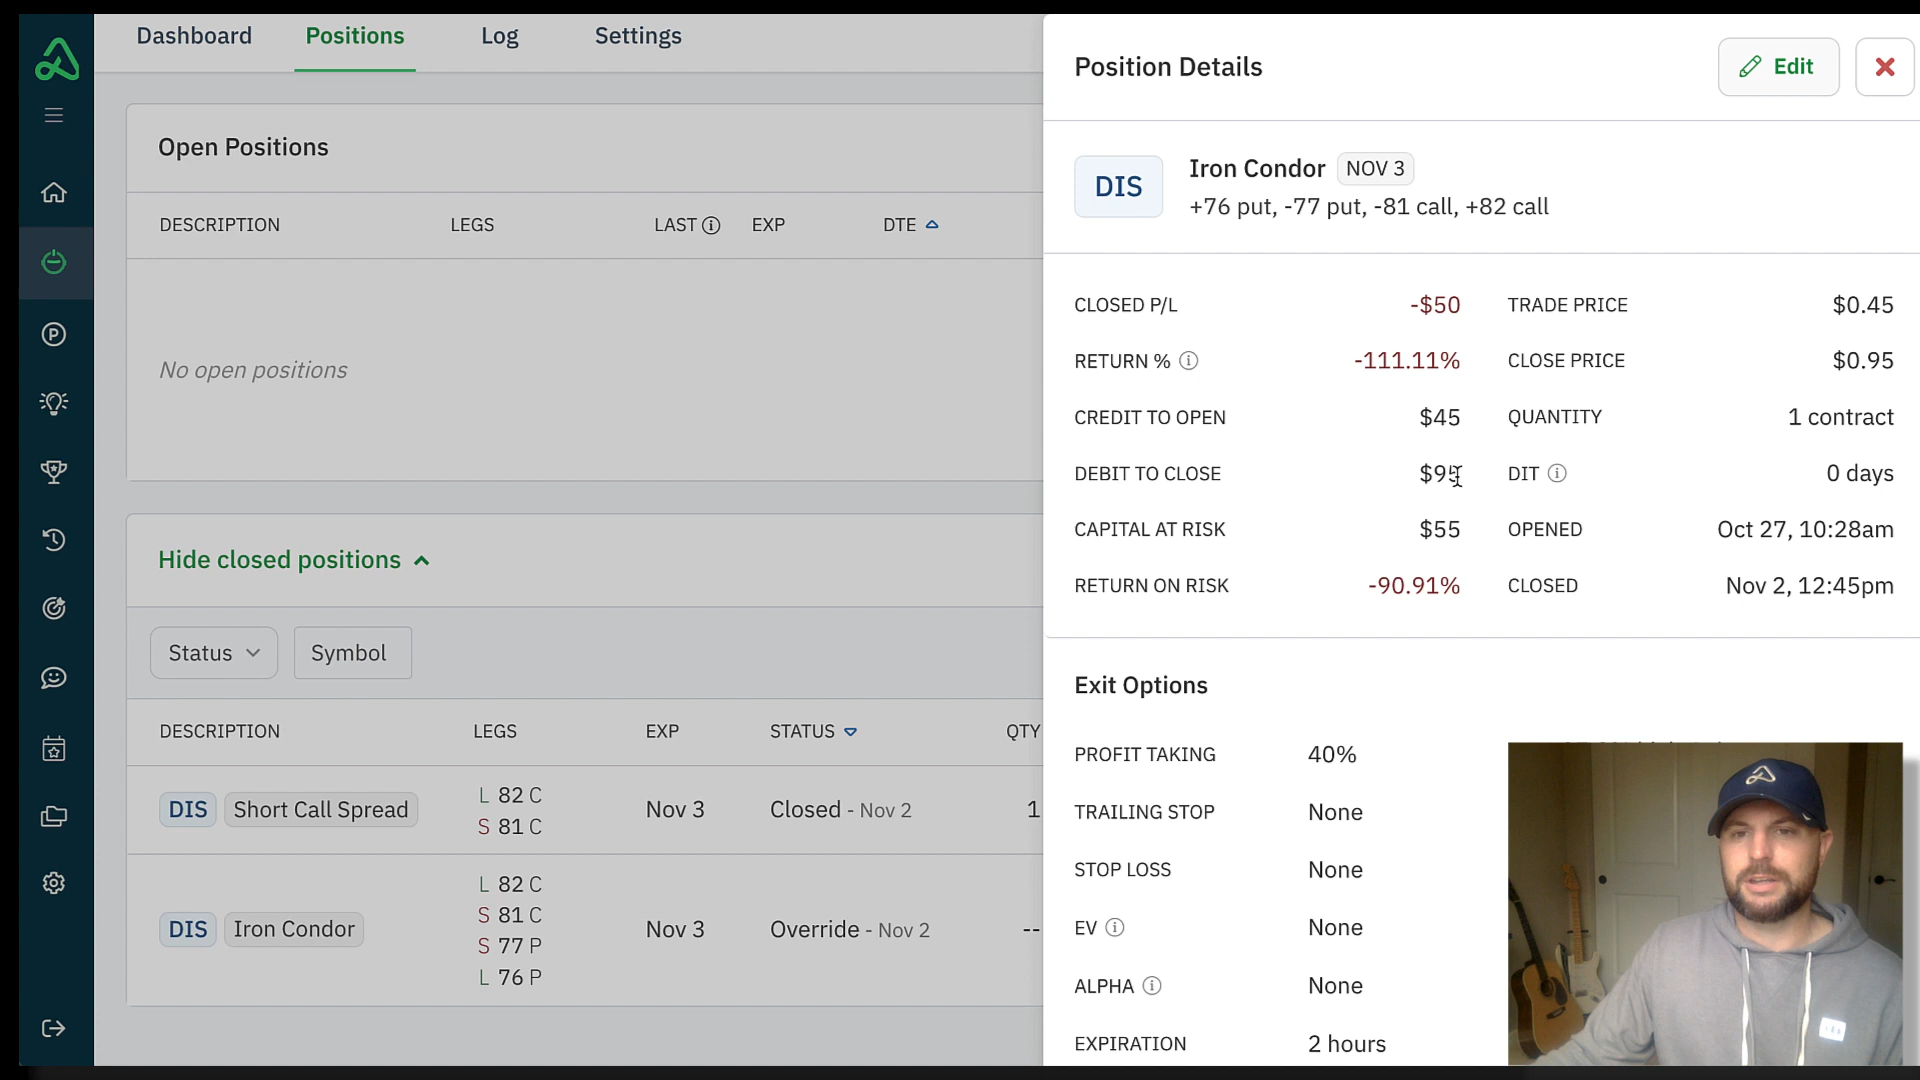 Dashboard
Positions
Log
Settings
Open Positions
DESCRIPTION LEGS LAST EXP DTE
No open positions
Hide closed positions
Status
Symbol
DESCRIPTION LEGS EXP STATUS QTY
DIS Short Call Spread
L 82 C
S 81 C
Nov 3
Closed - Nov 2
1
DIS Iron Condor
L 82 C
S 81 C
S 77 P
L 76 P
Nov 3
Override - Nov 2
--
Position Details
Edit
DIS
Iron Condor NOV 3
+76 put, -77 put, -81 call, +82 call
CLOSED P/L -$50
TRADE PRICE $0.45
RETURN % -111.11%
CLOSE PRICE $0.95
CREDIT TO OPEN $45
QUANTITY 1 contract
DEBIT TO CLOSE $95
DIT 0 days
CAPITAL AT RISK $55
OPENED Oct 27, 10:28am
RETURN ON RISK -90.91%
CLOSED Nov 2, 12:45pm
Exit Options
PROFIT TAKING 40%
TRAILING STOP None
STOP LOSS None
EV None
ALPHA None
EXPIRATION 2 hours